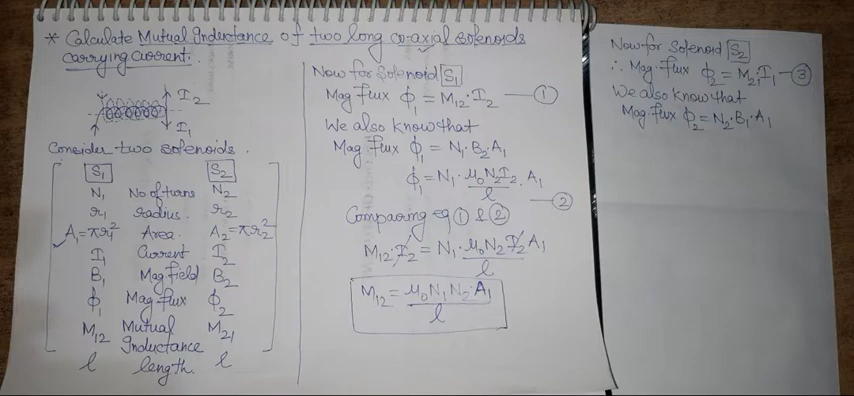 * Calculate Mutual Inductance of two long co-axial solenoids
carrying current.
I2
I1
Consider two solenoids.
S1 S2
N1 No of turns N2
r1 radius. r2
A1=πr1² Area. A2=πr2²
I1 Current I2
B1 Mag field B2
ϕ1 Mag flux ϕ2
M12 Mutual M21
Inductance
l length. l
Now for Solenoid S1
Mag flux ϕ1 = M12·I2 — ①
We also know that
Mag flux ϕ1 = N1·B2·A1
ϕ1 = N1·μ0N2I2/l·A1 — ②
Comparing eq ① & ②
M12·I2 = N1·μ0N2I2A1/l
M12 = μ0N1N2·A1/l
Now for Solenoid S2
∴ Mag flux ϕ2 = M21·I1 — ③
We also know that
Mag flux ϕ2 = N2·B1·A1